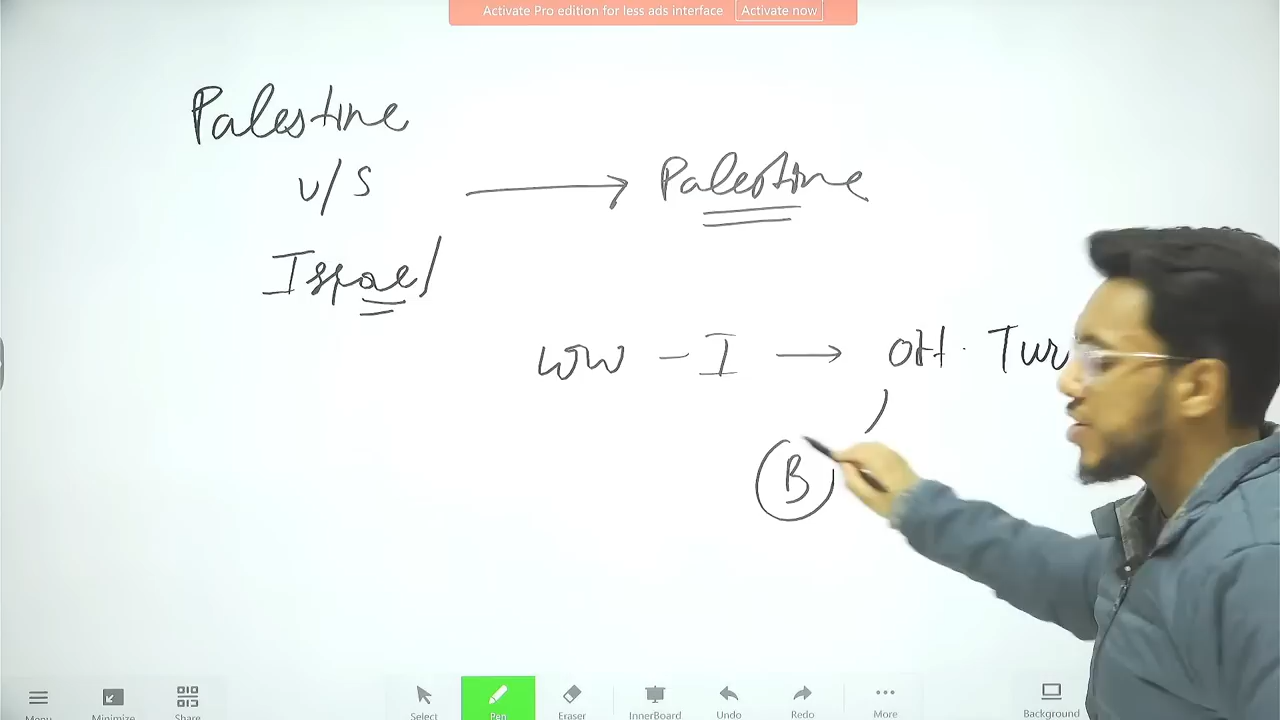 Activate Pro edition for less ads interface Activate now
Palestine
v/s
Israel
Palestine
WW - I → Ott. Tur
B
Menu Minimize Share Select Pen Eraser InnerBoard Undo Redo More Background